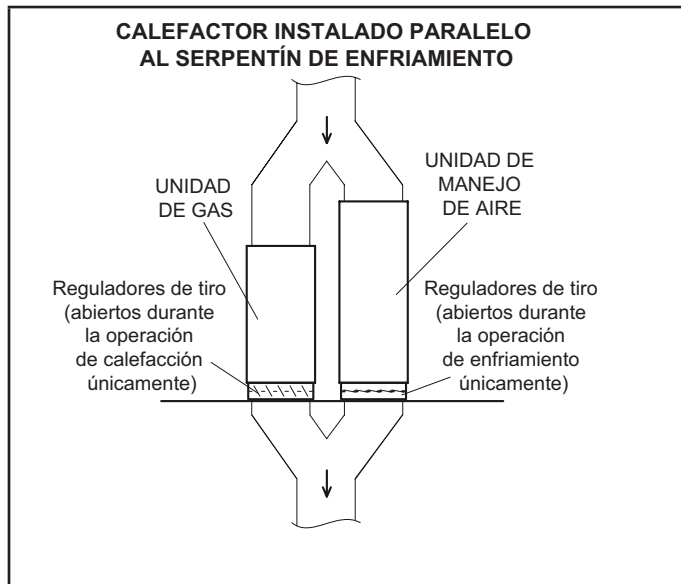 CALEFACTOR INSTALADO PARALELO
AL SERPENTÍN DE ENFRIAMIENTO
UNIDAD
DE GAS
UNIDAD DE
MANEJO
DE AIRE
Reguladores de tiro
(abiertos durante
la operación
de calefacción
únicamente)
Reguladores de tiro
(abiertos durante
la operación
de enfriamiento
únicamente)